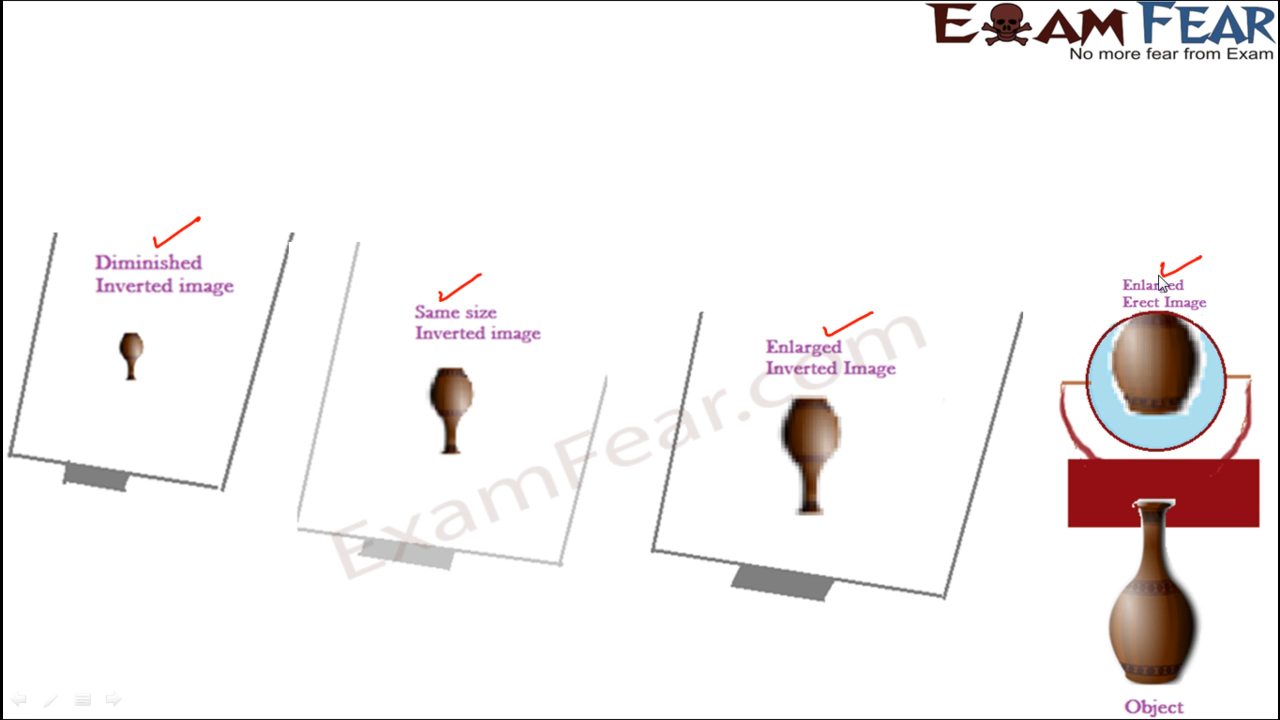 EXAM FEAR
No more fear from Exam
Diminished
Inverted image
Same size
Inverted image
Enlarged
Inverted Image
Enlarged
Erect Image
ExamFear.com
Object